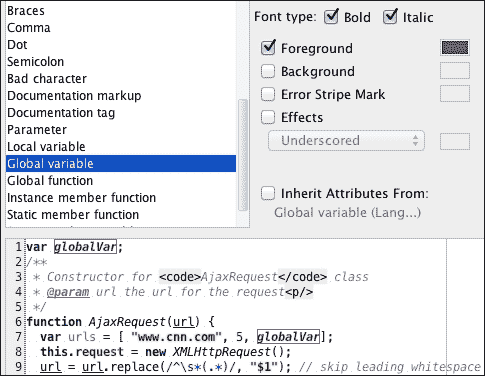 Braces
Comma
Dot
Semicolon
Bad character
Documentation markup
Documentation tag
Parameter
Local variable
Global variable
Global function
Instance member function
Static member function
Font type: Bold Italic
Foreground
Background
Error Stripe Mark
Effects
Underscored
Inherit Attributes From:
Global variable (Lang...)
1 var globalVar;
2 /**
3 * Constructor for <code>AjaxRequest</code> class
4 * @param url the url for the request<p/>
5 */
6 function AjaxRequest(url) {
7 var urls = [ "www.cnn.com", 5, globalVar];
8 this.request = new XMLHttpRequest();
9 url = url.replace(/^\s*(.*)/, "$1"); // skip leading whitespace